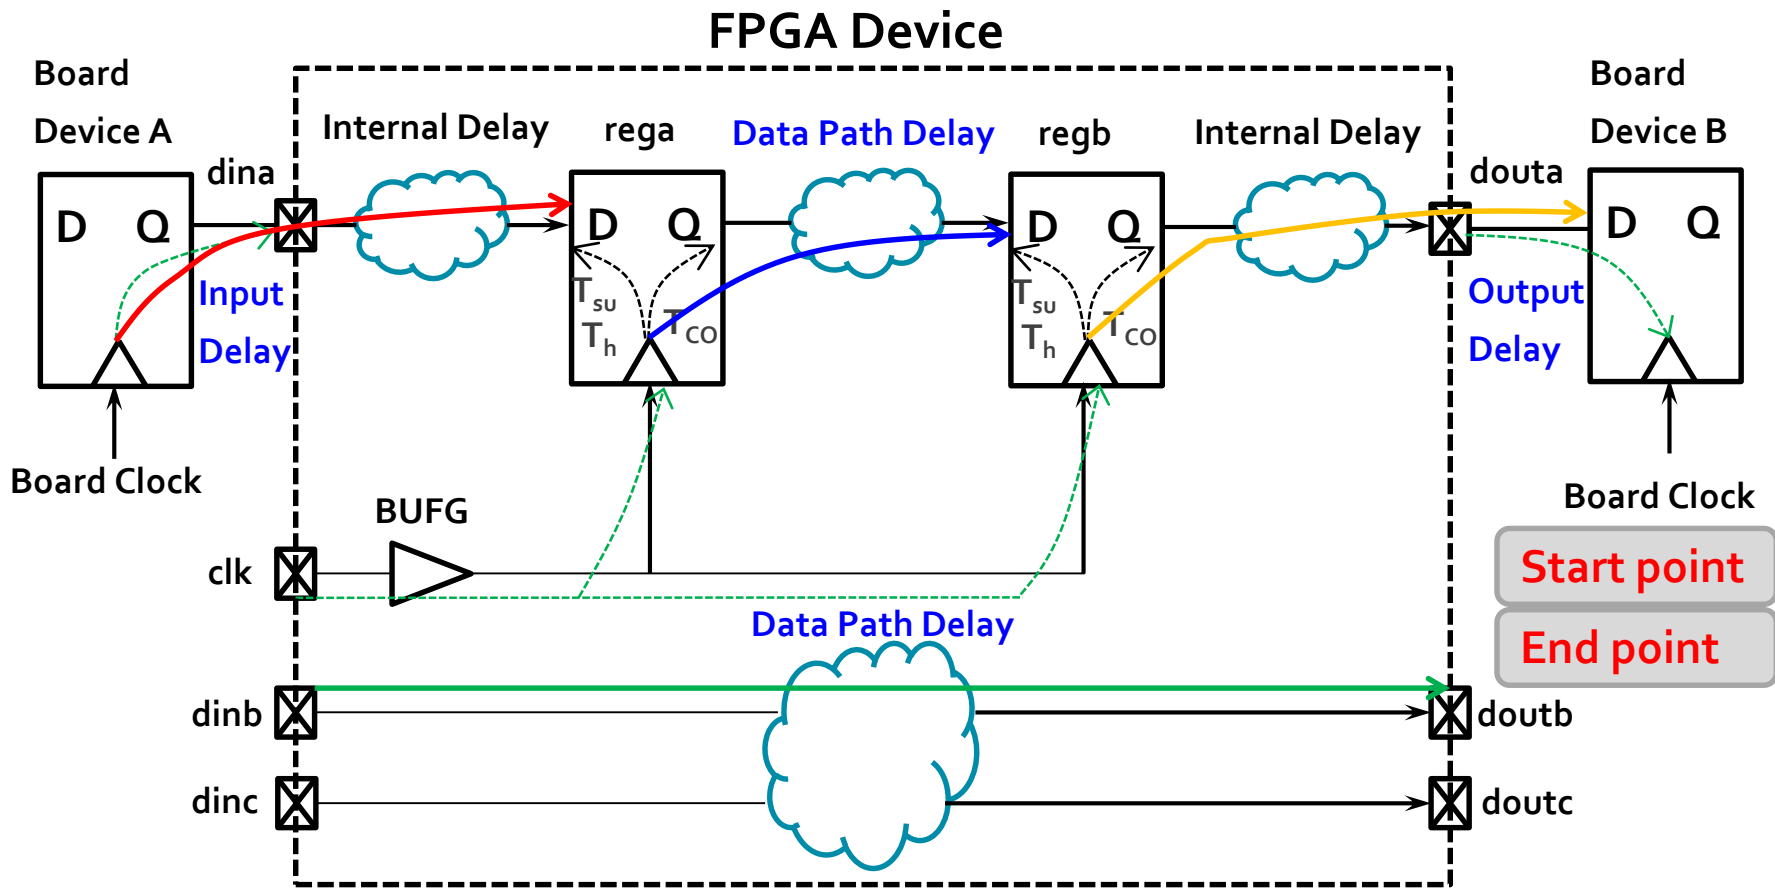 FPGA Device
Board
Device A
Board
Device B
Internal Delay
rega
Data Path Delay
regb
Internal Delay
dina
douta
D Q
D Q
D Q
D Q
Input
Delay
Tsu
Th
TCO
Tsu
Th
TCO
Output
Delay
Board Clock
Board Clock
BUFG
clk
Start point
End point
Data Path Delay
dinb
doutb
dinc
doutc